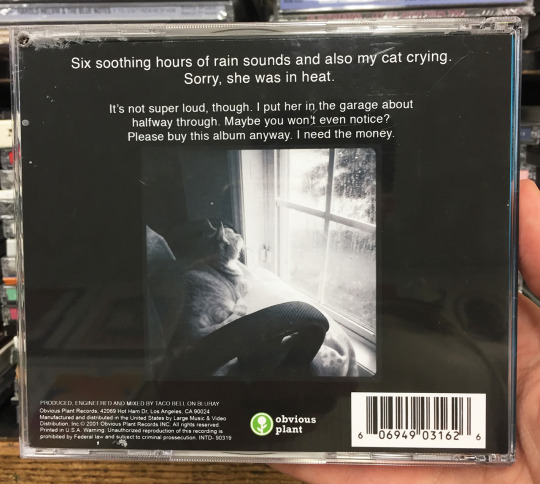 Six soothing hours of rain sounds and also my cat crying.
Sorry, she was in heat.
It's not super loud, though. I put her in the garage about
halfway through. Maybe you won't even notice?
Please buy this album anyway. I need the money.
PRODUCED, ENGINEERED AND MIXED BY TACO BELL ON BLURAY
Obvious Plant Records, 42069 Hot Ham Dr, Los Angeles, CA 90024
Manufactured and distributed in the United States by Large Music & Video
Distribution, Inc.© 2001 Obvious Plant Records INC. All rights reserved.
Printed in U.S.A. Warning: Unauthorized reproduction of this recording is
prohibited by Federal law and subject to criminal prossecution. INTD- 90319
obvious
plant
6 06949 03162 6